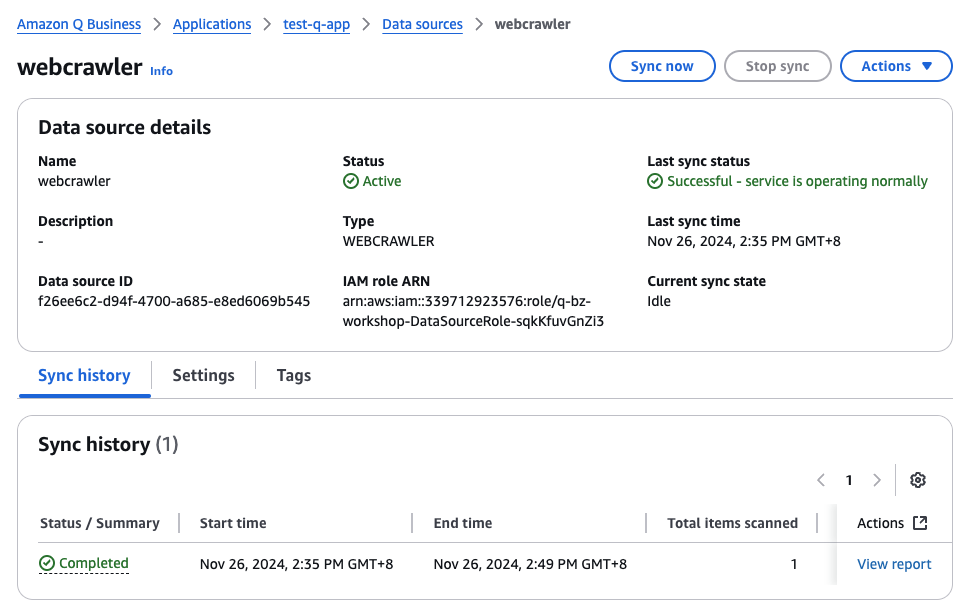 Amazon Q Business > Applications > test-q-app > Data sources > webcrawler
webcrawler Info
Sync now
Stop sync
Actions
Data source details
Name
webcrawler
Status
Active
Last sync status
Successful - service is operating normally
Description
-
Type
WEBCRAWLER
Last sync time
Nov 26, 2024, 2:35 PM GMT+8
Data source ID
f26ee6c2-d94f-4700-a685-e8ed6069b545
IAM role ARN
arn:aws:iam::339712923576:role/q-bz-
workshop-DataSourceRole-sqkKfuvGnZi3
Current sync state
Idle
Sync history
Settings
Tags
Sync history (1)
1
Status / Summary
Start time
End time
Total items scanned
Actions
Completed
Nov 26, 2024, 2:35 PM GMT+8
Nov 26, 2024, 2:49 PM GMT+8
1
View report